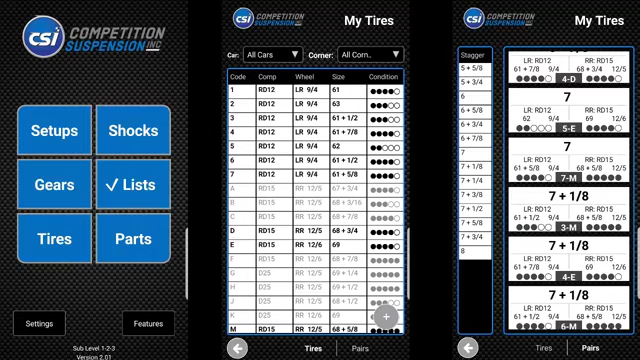 csi COMPETITION
SUSPENSION INC
Setups
Shocks
Gears
✓ Lists
Tires
Parts
Settings
Features
Sub Level 1-2-3
Version 2.01
csi COMPETITION
SUSPENSION INC
My Tires
Car: All Cars Corner: All Corn..
Code Comp Wheel Size Condition
1 RD12 LR 9/4 61
2 RD12 LR 9/4 63
3 RD12 LR 9/4 61 + 1/2
4 RD12 LR 9/4 61 + 7/8
5 RD12 LR 9/4 62
6 RD12 LR 9/4 61 + 1/2
7 RD12 LR 9/4 61 + 5/8
A RD15 RR 12/5 67 + 3/4
B RD15 RR 12/5 68 + 3/16
C RD15 RR 12/5 68 + 7/8
D RD15 RR 12/5 68 + 3/4
E RD15 RR 12/6 69
F RD15 RR 12/6 68 + 7/8
G D25 RR 12/6 68 + 1/2
H D25 RR 12/5 68 + 1/2
J D25 RR 12/5 68 + 1/2
K D25 RR 12/6 69
M RD15 RR 12/5 68 + 5/8
+
Tires
Pairs
csi COMPETITION
SUSPENSION INC
My Tires
Stagger
5 + 5/8
5 + 3/4
6
6 + 5/8
6 + 3/4
6 + 7/8
7
7 + 1/8
7 + 1/4
7 + 3/8
7 + 1/2
7 + 5/8
7 + 3/4
8
6 + 7/8
LR: RD12 RR: RD15
61 + 7/8 9/4 68 + 3/4 12/5
4-D
7
LR: RD12 RR: RD15
62 9/4 69 12/6
5-E
7
LR: RD12 RR: RD15
61 + 5/8 9/4 68 + 5/8 12/5
7-M
7 + 1/8
LR: RD12 RR: RD15
61 + 1/2 9/4 68 + 5/8 12/5
3-M
7 + 1/8
LR: RD12 RR: RD15
61 + 7/8 9/4 69 12/6
4-E
7 + 1/8
LR: RD12 RR: RD15
61 + 1/2 9/4 68 + 5/8 12/5
6-M
Tires
Pairs